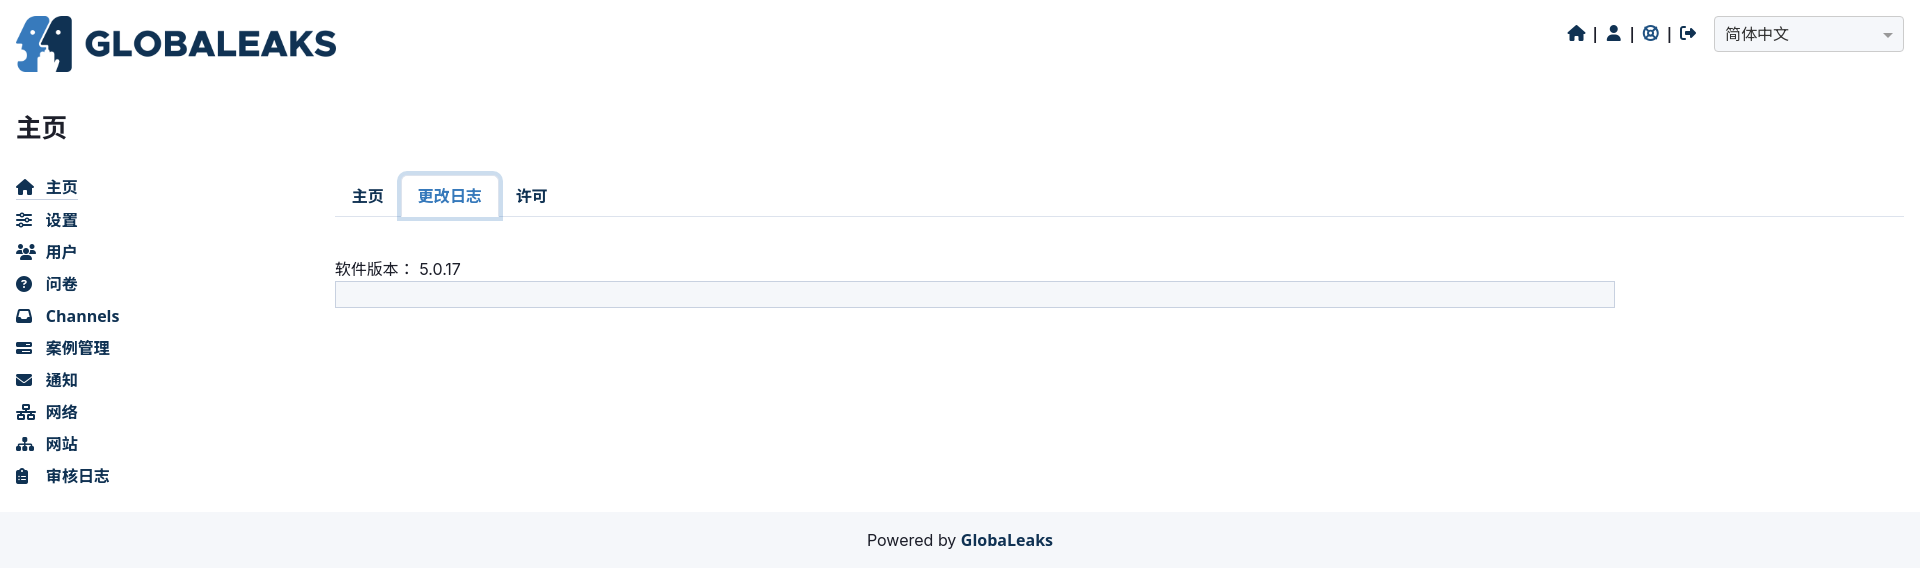 GLOBALEAKS
| | |
简体中文
主页
主页
设置
用户
问卷
Channels
案例管理
通知
网络
网站
审核日志
主页 更改日志 许可
软件版本： 5.0.17
Powered by GlobaLeaks